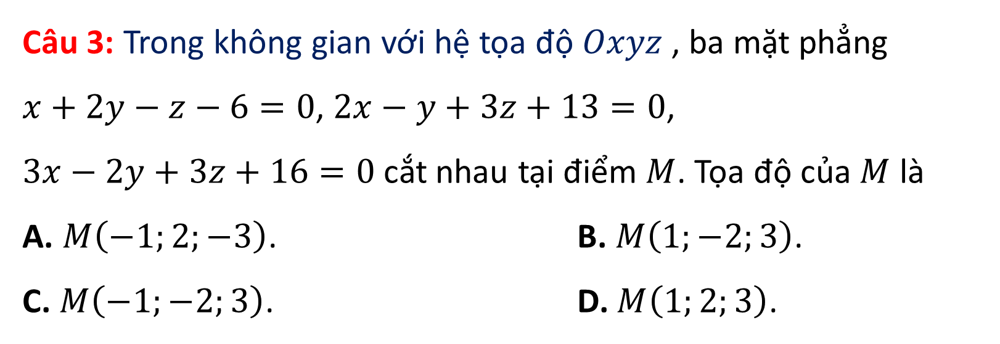 Câu 3: Trong không gian với hệ tọa độ Oxyz , ba mặt phẳng
x + 2y − z − 6 = 0, 2x − y + 3z + 13 = 0,
3x − 2y + 3z + 16 = 0 cắt nhau tại điểm M. Tọa độ của M là
A. M(−1; 2; −3). B. M(1; −2; 3).
C. M(−1; −2; 3). D. M(1; 2; 3).